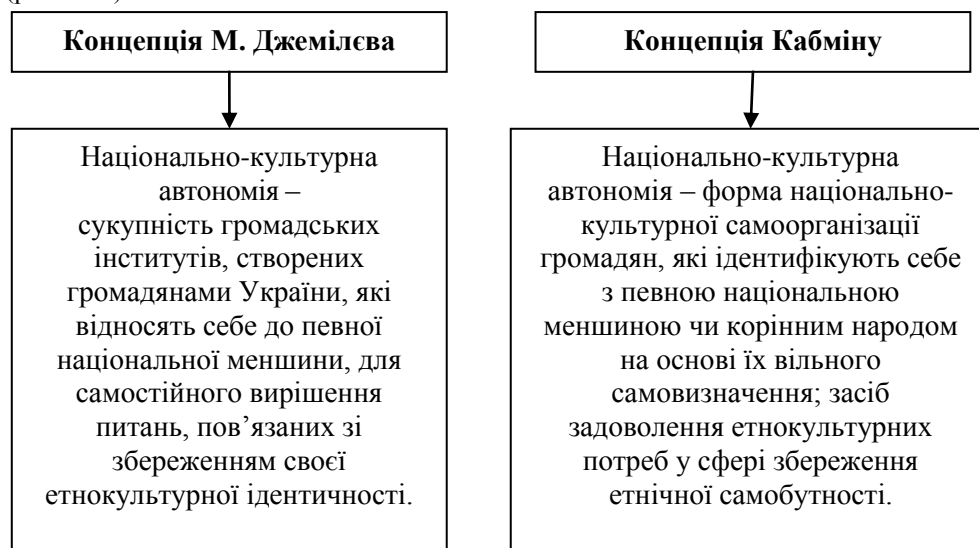 Концепція М. Джемілєва
Національно-культурна
автономія –
сукупність громадських
інститутів, створених
громадянами України, які
відносять себе до певної
національної меншини, для
самостійного вирішення
питань, пов’язаних зі
збереженням своєї
етнокультурної ідентичності.
Концепція Кабміну
Національно-культурна
автономія – форма національно-
культурної самоорганізації
громадян, які ідентифікують себе
з певною національною
меншиною чи корінним народом
на основі їх вільного
самовизначення; засіб
задоволення етнокультурних
потреб у сфері збереження
етнічної самобутності.